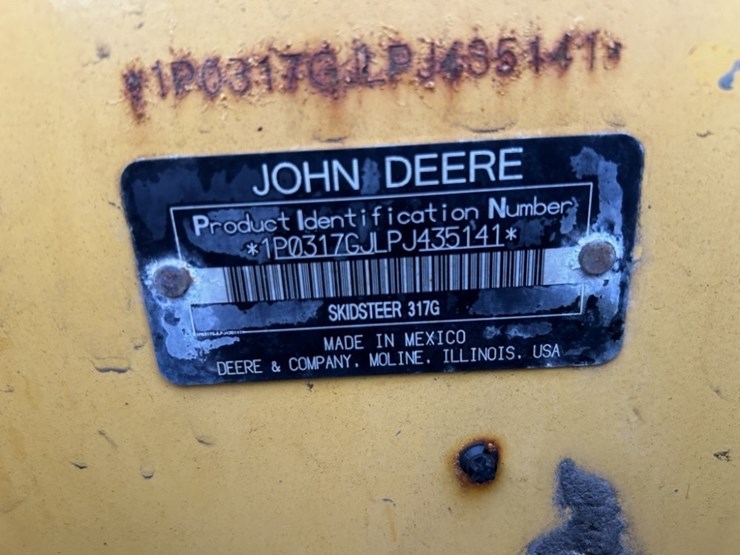 *1P0317GJLPJ435141*
JOHN DEERE
Product Identification Number
*1P0317GJLPJ435141*
SKIDSTEER 317G
MADE IN MEXICO
DEERE & COMPANY. MOLINE. ILLINOIS. USA